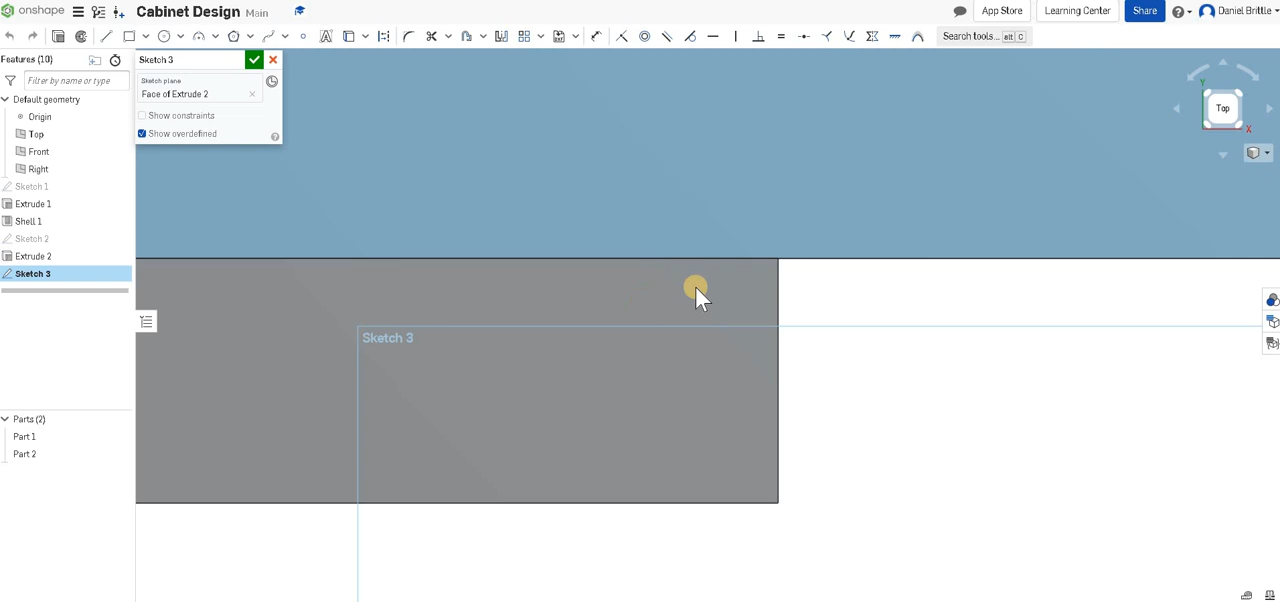 onshape Cabinet Design Main App Store Learning Center Share Daniel Brittle
Search tools... alt C
Features (10)
Filter by name or type
Default geometry
Origin
Top
Front
Right
Sketch 1
Extrude 1
Shell 1
Sketch 2
Extrude 2
Sketch 3
Sketch 3
Sketch plane
Face of Extrude 2
Show constraints
Show overdefined
Y
Top
X
Sketch 3
Parts (2)
Part 1
Part 2